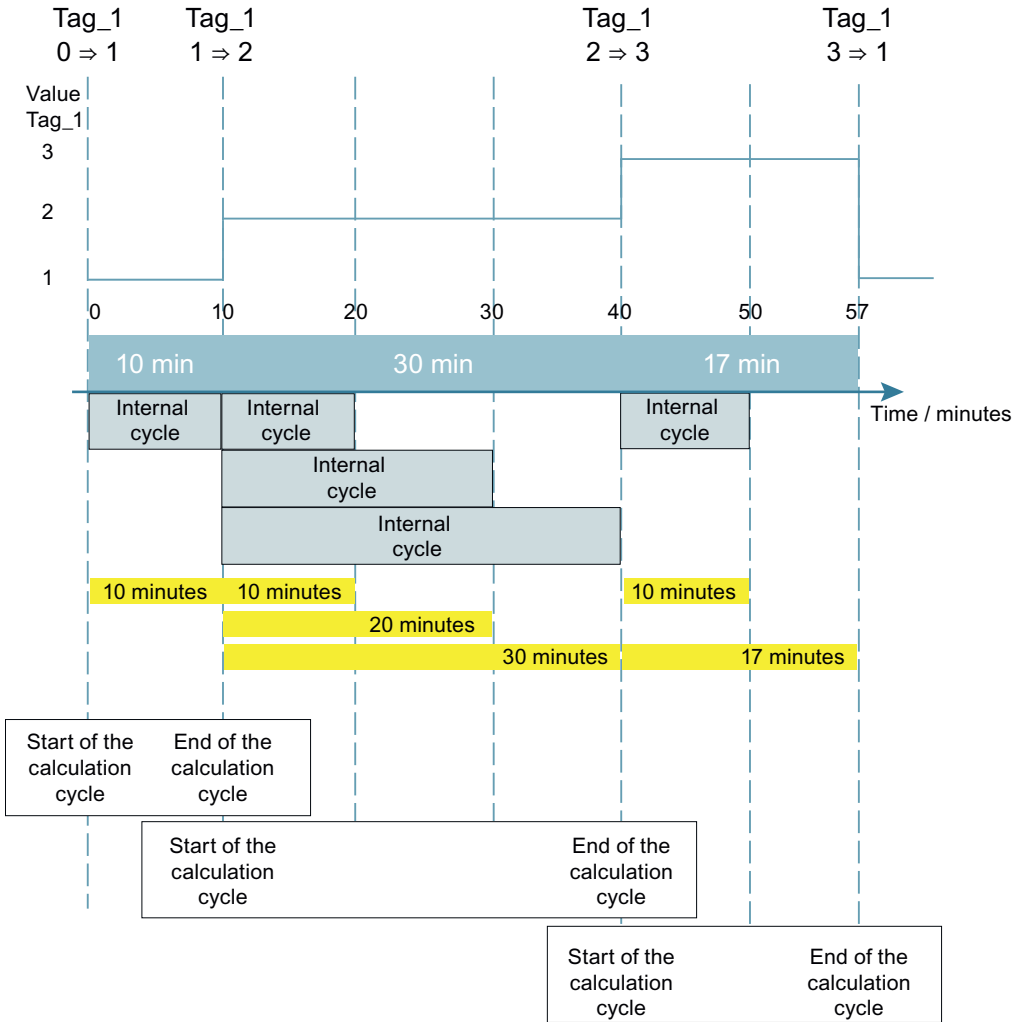 Tag_1 Tag_1 Tag_1 Tag_1
0 ⇒ 1 1 ⇒ 2 2 ⇒ 3 3 ⇒ 1
Value
Tag_1
3
2
1
0 10 20 30 40 50 57
10 min 30 min 17 min
Time / minutes
Internal Internal Internal
cycle cycle cycle
Internal
cycle
Internal
cycle
10 minutes 10 minutes 10 minutes
20 minutes
30 minutes 17 minutes
Start of the End of the
calculation calculation
cycle cycle
Start of the End of the
calculation calculation
cycle cycle
Start of the End of the
calculation calculation
cycle cycle